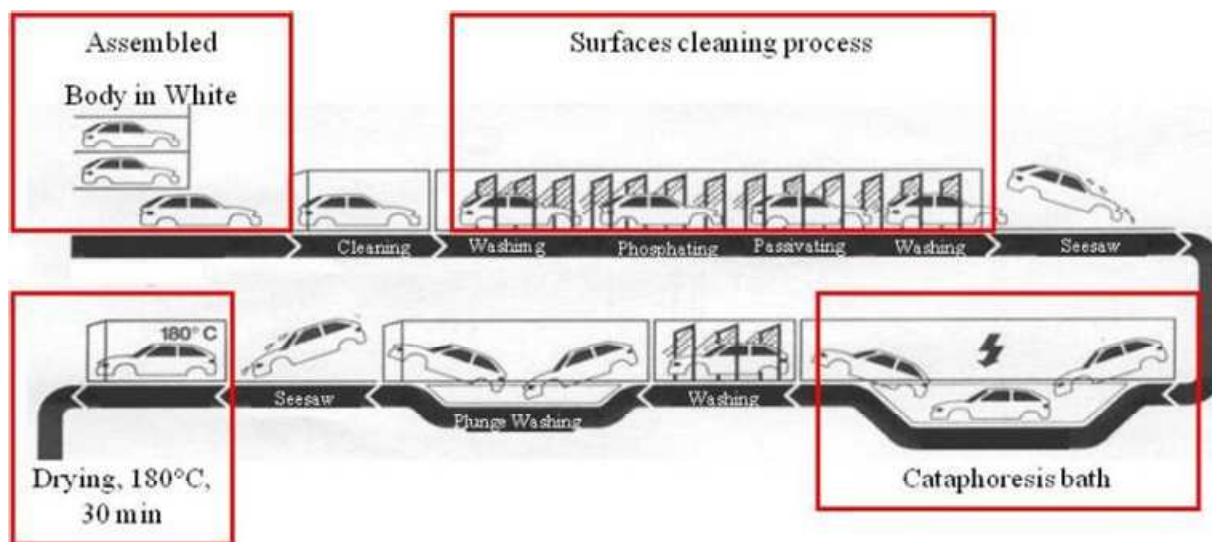 Assembled
Body in White
Surfaces cleaning process
Cleaning
Washimg
Phosphating
Passivating
Washing
Seesaw
180° C
Seesaw
Plunge Washing
Washing
Drying, 180°C,
30 min
Cataphoresis bath